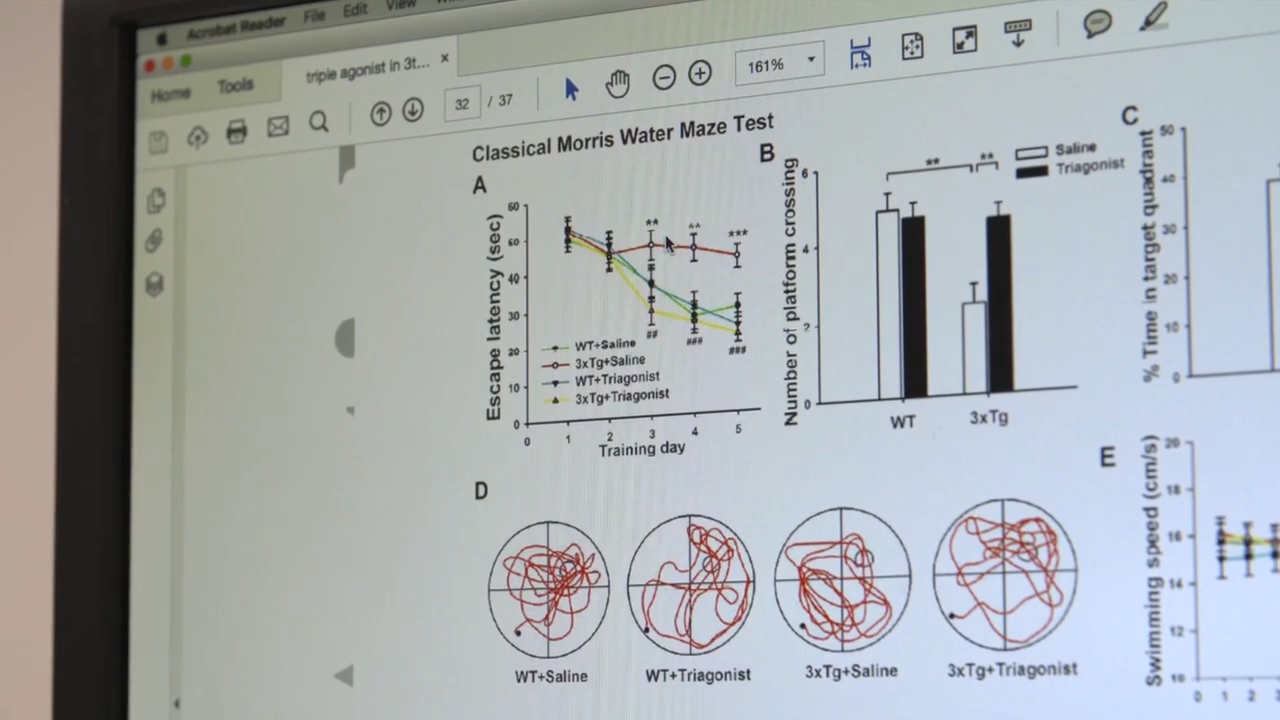 Acrobat Reader File Edit View
triple agonist in 3t... ×
Home Tools
32 / 37
161%
Classical Morris Water Maze Test
A
Escape latency (sec)
60
60
40
30
20
10
0
** ^^ ***
## ### ###
WT+Saline
3xTg+Saline
WT+Triagonist
3xTg+Triagonist
0 1 2 3 4 5
Training day
B
Number of platform crossing
6
4
2
0
** **
Saline
Triagonist
WT 3xTg
C
% Time in target quadrant
50
40
30
20
10
0
D
WT+Saline WT+Triagonist 3xTg+Saline 3xTg+Triagonist
E
Swimming speed (cm/s)
20
18
16
14
12
10
0 1 2 3